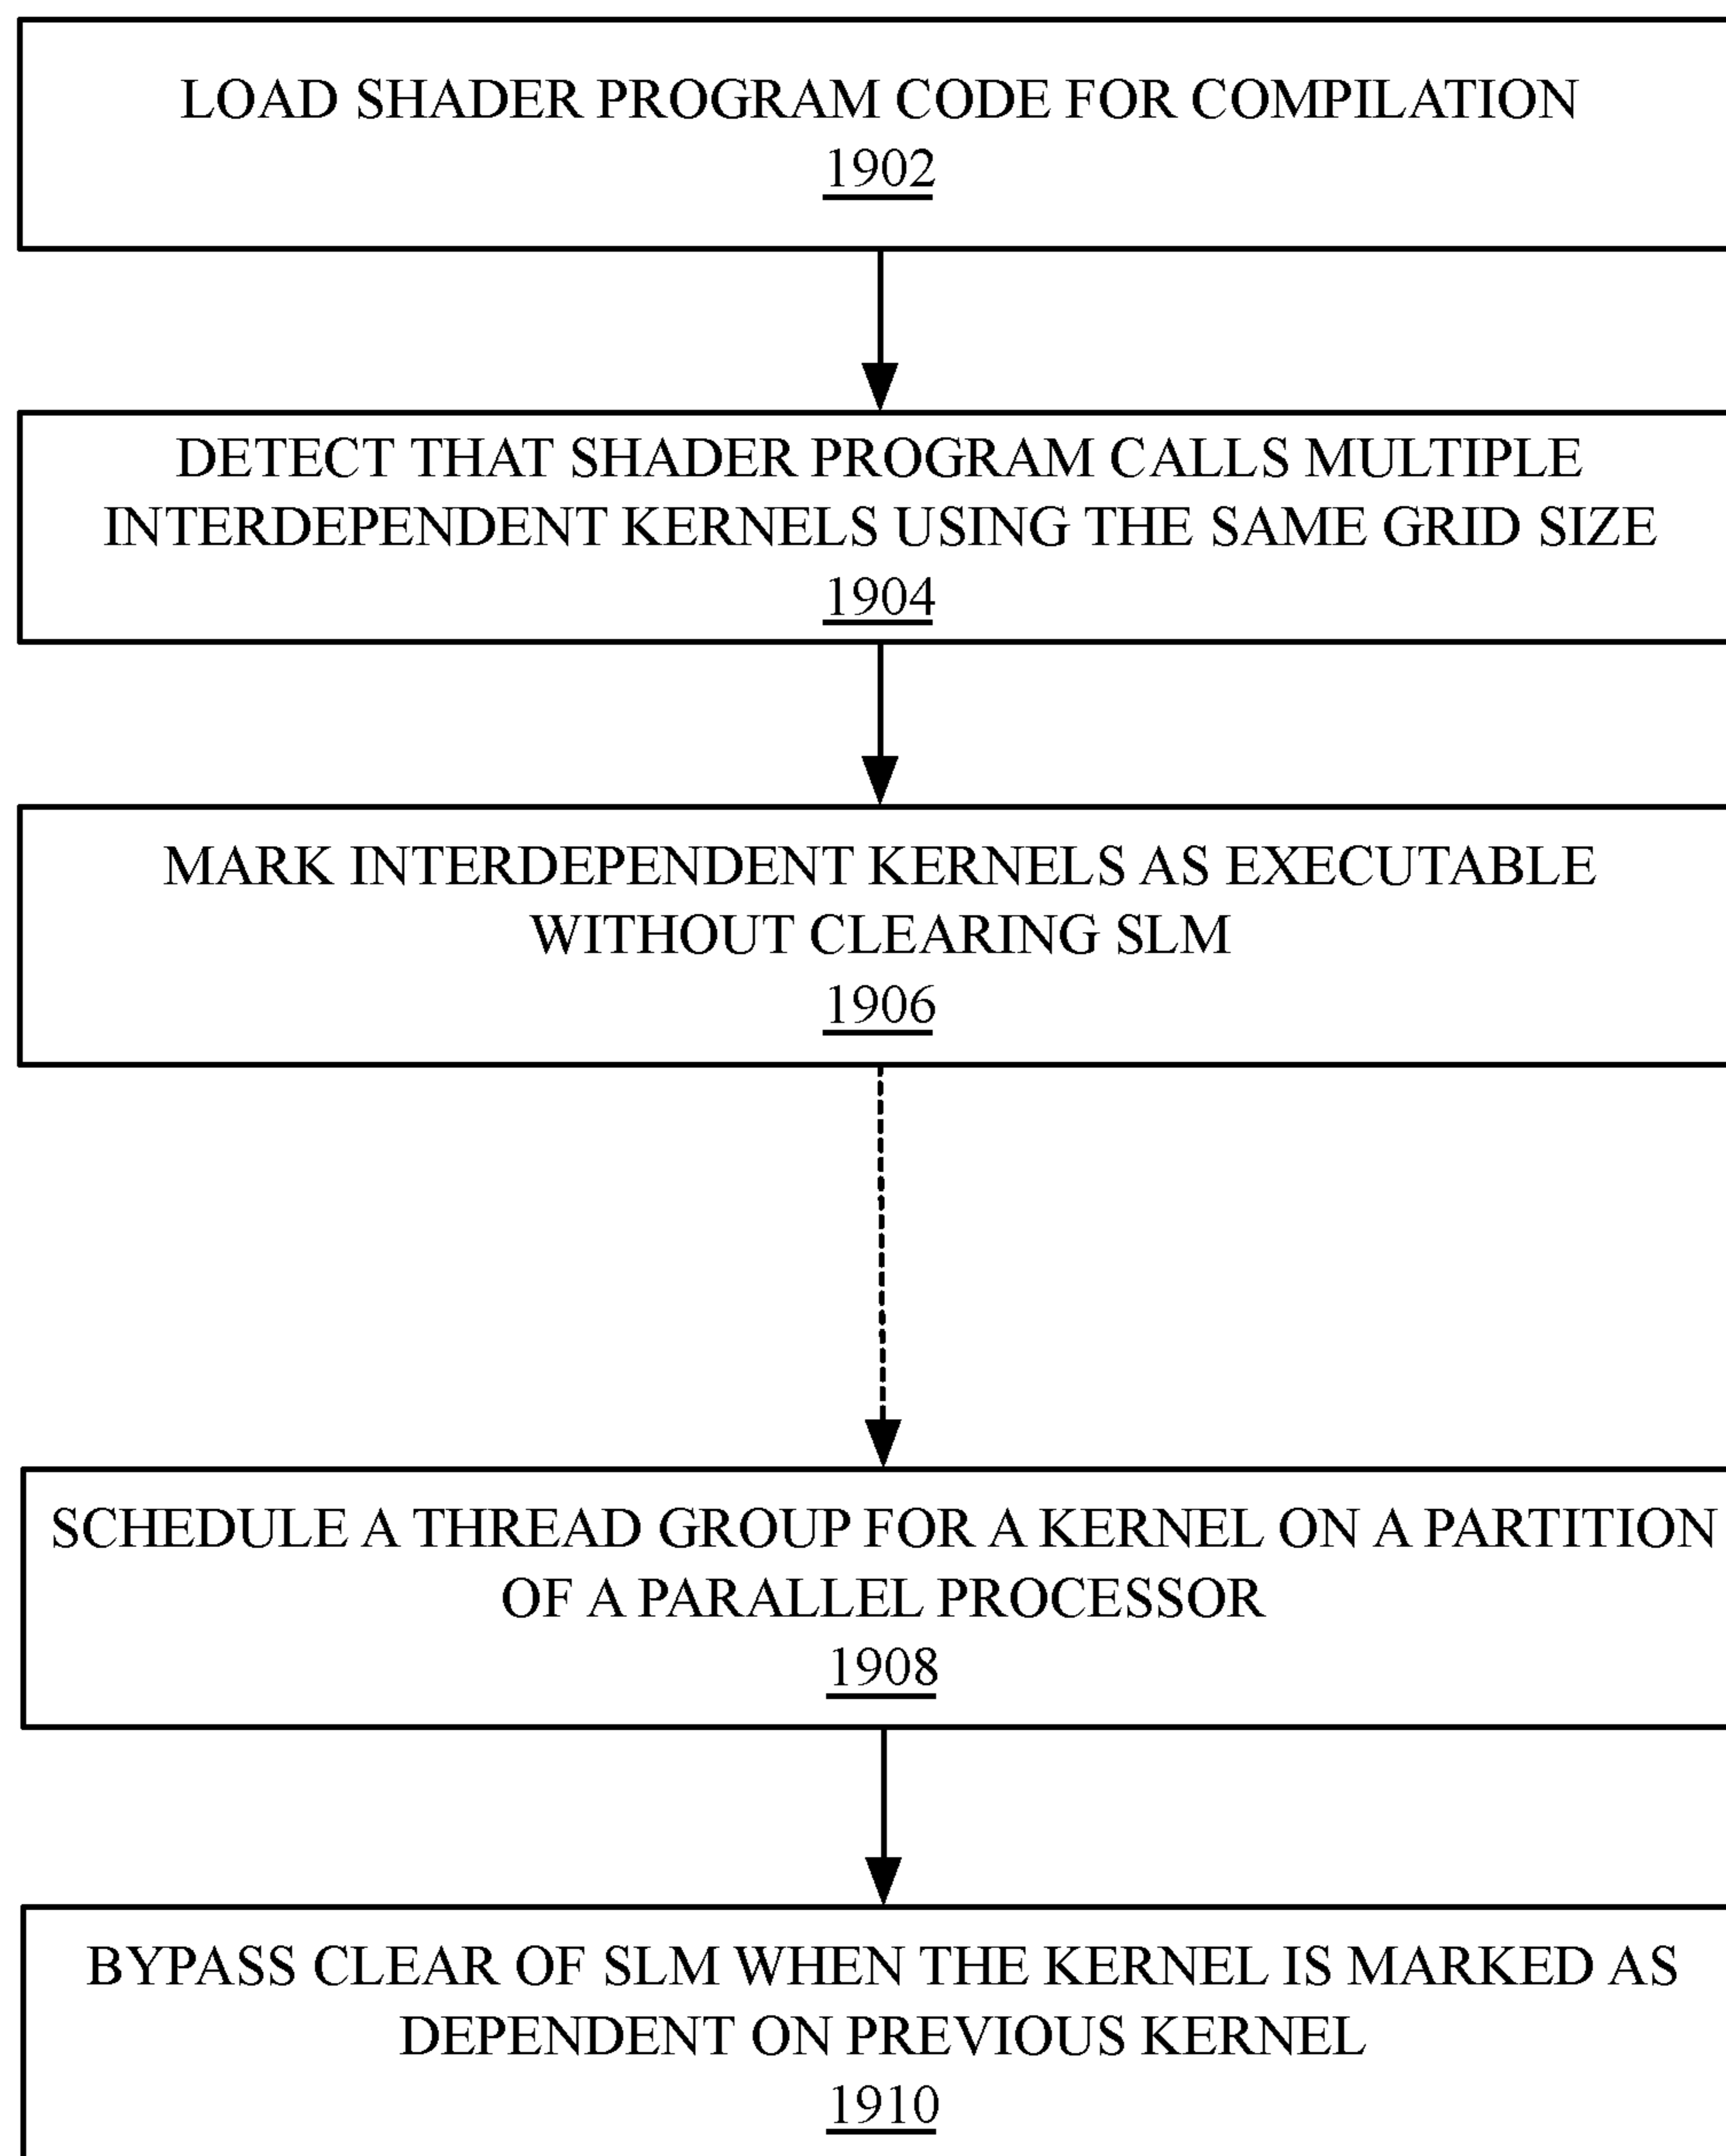 LOAD SHADER PROGRAM CODE FOR COMPILATION
1902
DETECT THAT SHADER PROGRAM CALLS MULTIPLE
INTERDEPENDENT KERNELS USING THE SAME GRID SIZE
1904
MARK INTERDEPENDENT KERNELS AS EXECUTABLE
WITHOUT CLEARING SLM
1906
SCHEDULE A THREAD GROUP FOR A KERNEL ON A PARTITION
OF A PARALLEL PROCESSOR
1908
BYPASS CLEAR OF SLM WHEN THE KERNEL IS MARKED AS
DEPENDENT ON PREVIOUS KERNEL
1910